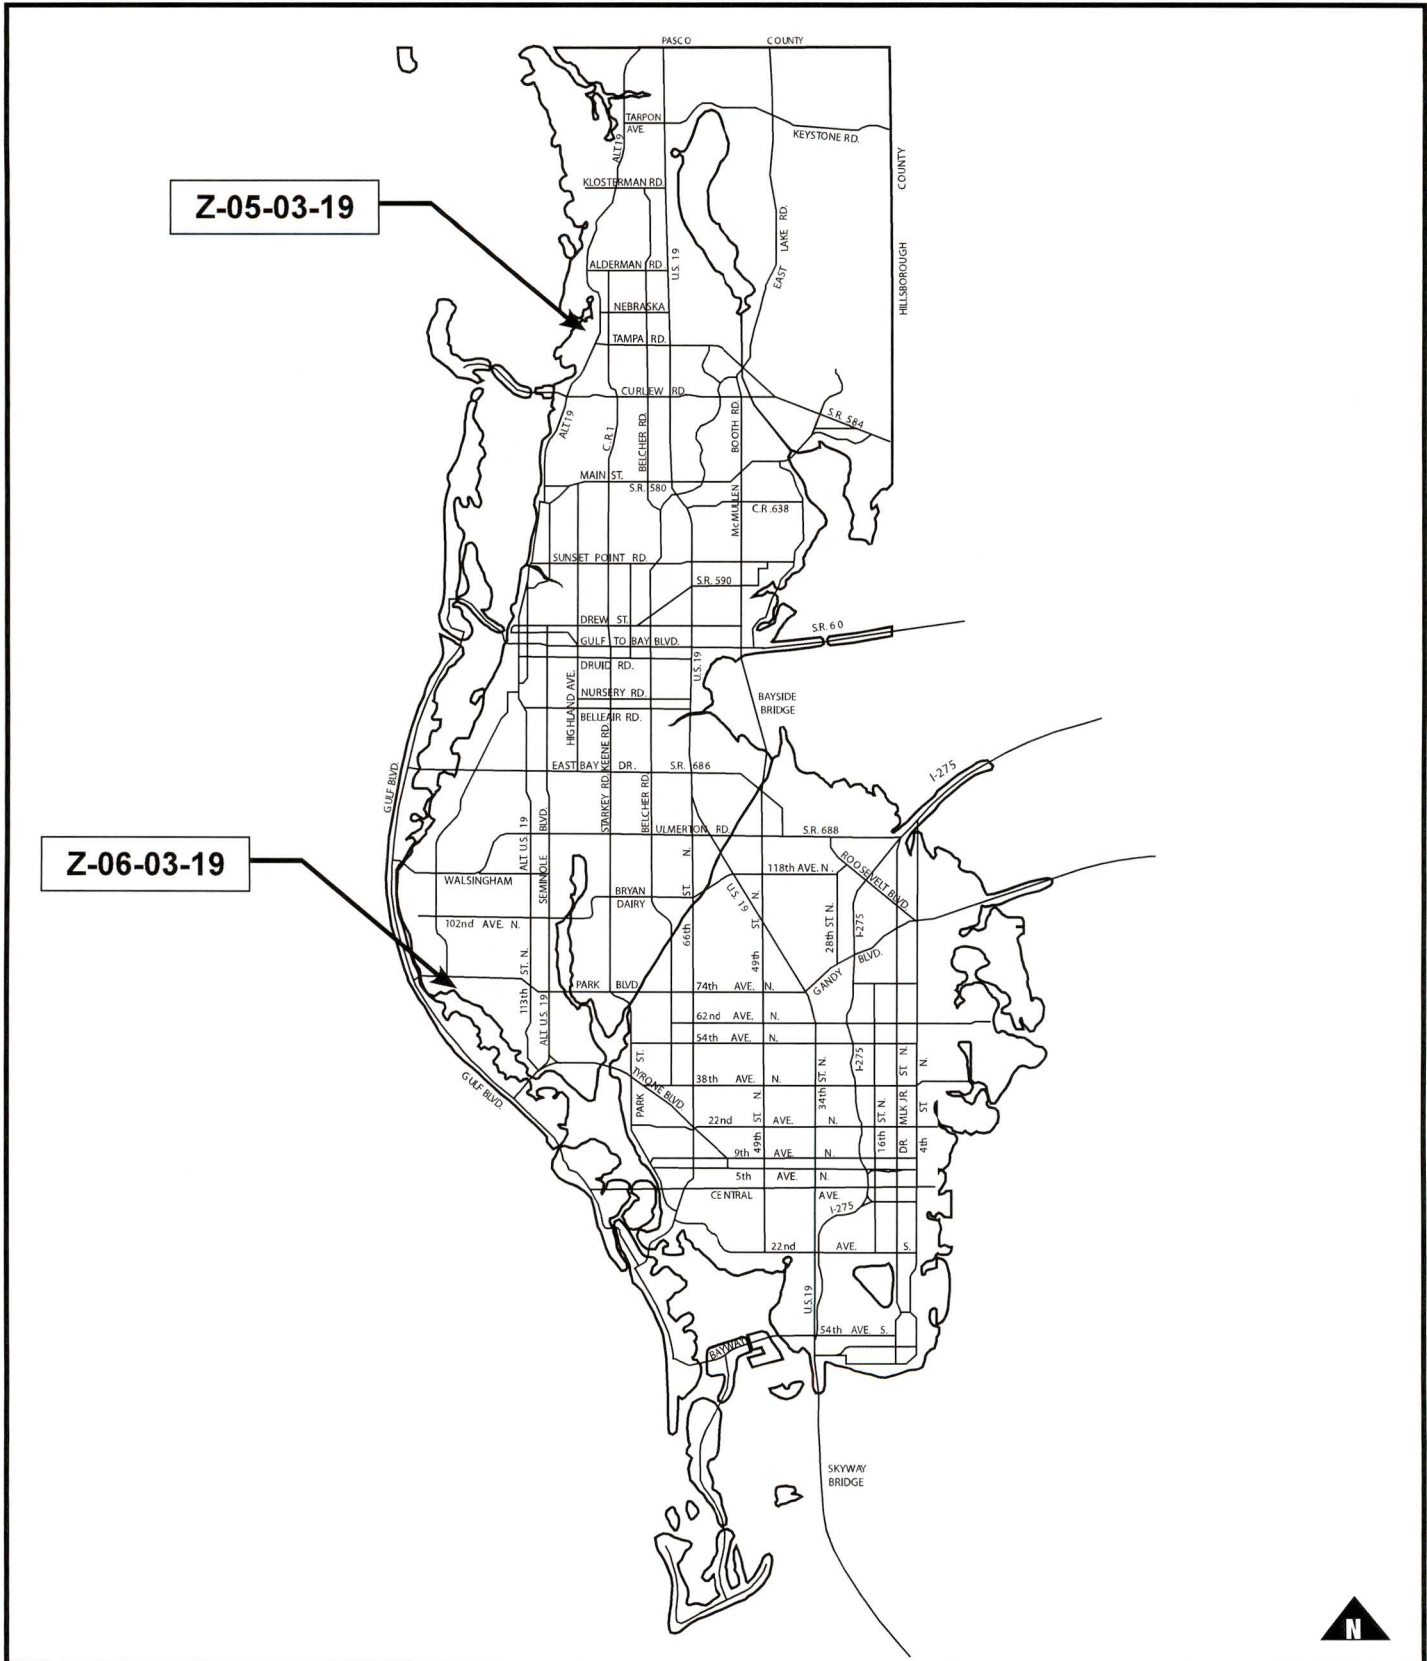 PASCO COUNTY
TARPON
AVE.
KEYSTONE RD.
ALT 19
COUNTY
KLOSTERMAN RD.
Z-05-03-19
EAST LAKE RD.
U.S. 19
HILLSBOROUGH
ALDERMAN RD.
NEBRASKA
TAMPA RD.
CURLEW RD.
ALT 19
C.R.1
BELCHER RD.
BOOTH RD.
S.R. 584
MAIN ST.
S.R. 580
McMULLEN
C.R.638
SUNSET POINT RD.
S.R. 590
DREW ST.
S.R. 60
GULF TO BAY BLVD.
DRUID RD.
U.S. 19
HIGHLAND AVE.
NURSERY RD.
BAYSIDE
BRIDGE
BELLEAIR RD.
KEENE RD.
EAST BAY DR. S.R. 686
GULF BLVD.
STARKEY RD.
BELCHER RD.
I-275
ALT U.S. 19
SEMINOLE BLVD.
ULMERTON RD. S.R. 688
Z-06-03-19
WALSINGHAM
118th AVE. N.
ROOSEVELT BLVD.
BRYAN
DAIRY
66th ST. N.
U.S. 19
49th ST. N.
28th ST. N.
I-275
102nd AVE. N.
113th ST. N.
ALT U.S. 19
PARK BLVD.
74th AVE. N.
GANDY BLVD.
62nd AVE. N.
54th AVE. N.
PARK ST.
TYRONE BLVD.
38th AVE. N.
34th ST. N.
I-275
16th ST. N.
DR. MLK JR. ST. N.
4th ST. N.
GULF BLVD.
22nd AVE. N.
49th ST. N.
9th AVE. N.
5th AVE. N.
CENTRAL AVE.
I-275
22nd AVE. S.
U.S.19
54th AVE. S.
BAYWAY
SKYWAY
BRIDGE
N